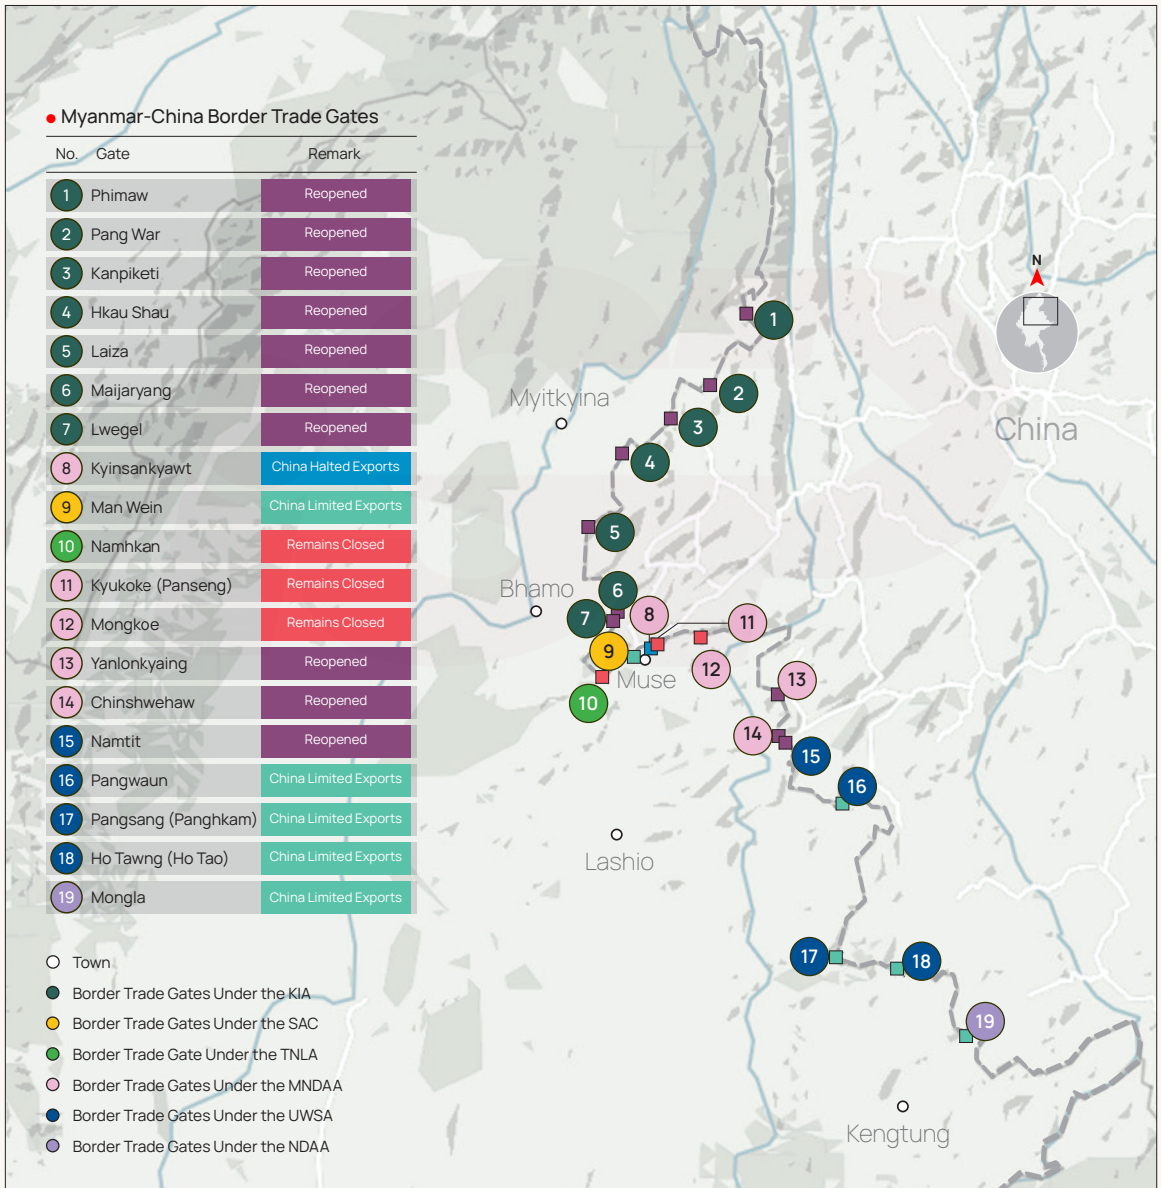 Myanmar-China Border Trade Gates
No. Gate Remark
1 Phimaw Reopened
2 Pang War Reopened
3 Kanpiketi Reopened
4 Hkau Shau Reopened
5 Laiza Reopened
6 Maijaryang Reopened
7 Lwegel Reopened
8 Kyinsankyawt China Halted Exports
9 Man Wein China Limited Exports
10 Namhkan Remains Closed
11 Kyukoke (Panseng) Remains Closed
12 Mongkoe Remains Closed
13 Yanlonkyaing Reopened
14 Chinshwehaw Reopened
15 Namtit Reopened
16 Pangwaun China Limited Exports
17 Pangsang (Panghkam) China Limited Exports
18 Ho Tawng (Ho Tao) China Limited Exports
19 Mongla China Limited Exports
Town
Border Trade Gates Under the KIA
Border Trade Gates Under the SAC
Border Trade Gate Under the TNLA
Border Trade Gates Under the MNDAA
Border Trade Gates Under the UWSA
Border Trade Gates Under the NDAA
N
1
2
Myitkyina
3
China
4
5
Bhamo
6
7
8
11
9
Muse
12
10
13
14
15
16
Lashio
17
18
19
Kengtung